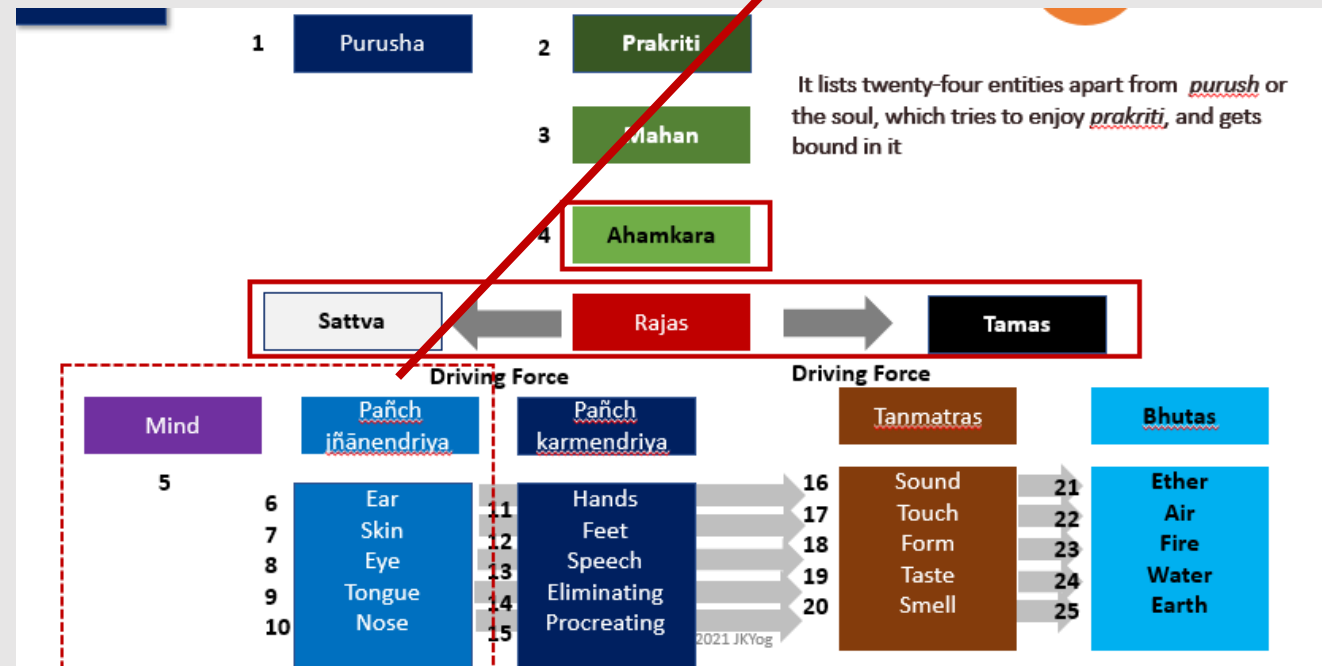 1 Purusha 2 Prakriti
It lists twenty-four entities apart from purush or
the soul, which tries to enjoy prakriti, and gets
bound in it
3 Mahan
4 Ahamkara
Sattva Rajas Tamas
Driving Force Driving Force
Mind
5
Pañch
jñānendriya
Pañch
karmendriya
Tanmatras
Bhutas
6 Ear 11 Hands 16 Sound 21 Ether
7 Skin 12 Feet 17 Touch 22 Air
8 Eye 13 Speech 18 Form 23 Fire
9 Tongue 14 Eliminating 19 Taste 24 Water
10 Nose 15 Procreating 20 Smell 25 Earth
2021 JKYog